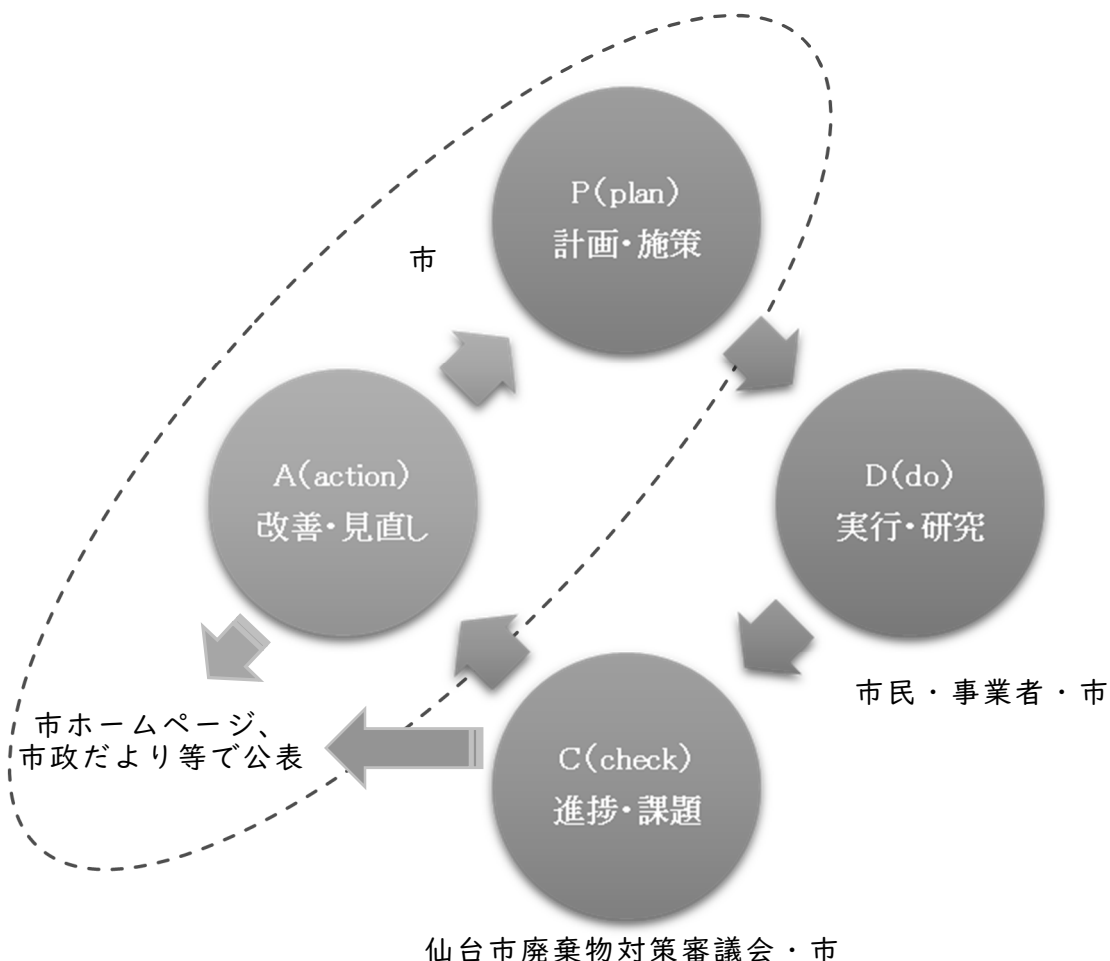 P(plan)
計画・施策
市
A(action)
改善・見直し
D(do)
実行・研究
市民・事業者・市
市ホームページ、
市政だより等で公表
C(check)
進捗・課題
仙台市廃棄物対策審議会・市